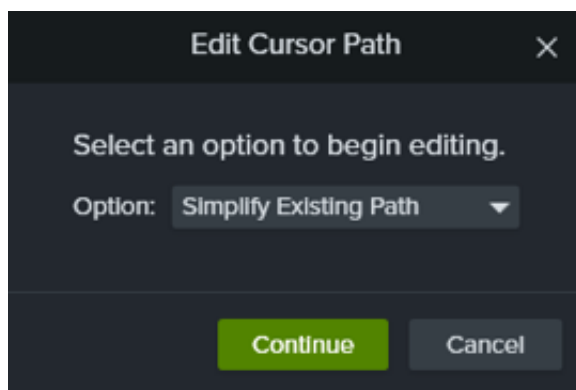 Edit Cursor Path
Select an option to begin editing.
Option: Simplify Existing Path
Continue Cancel